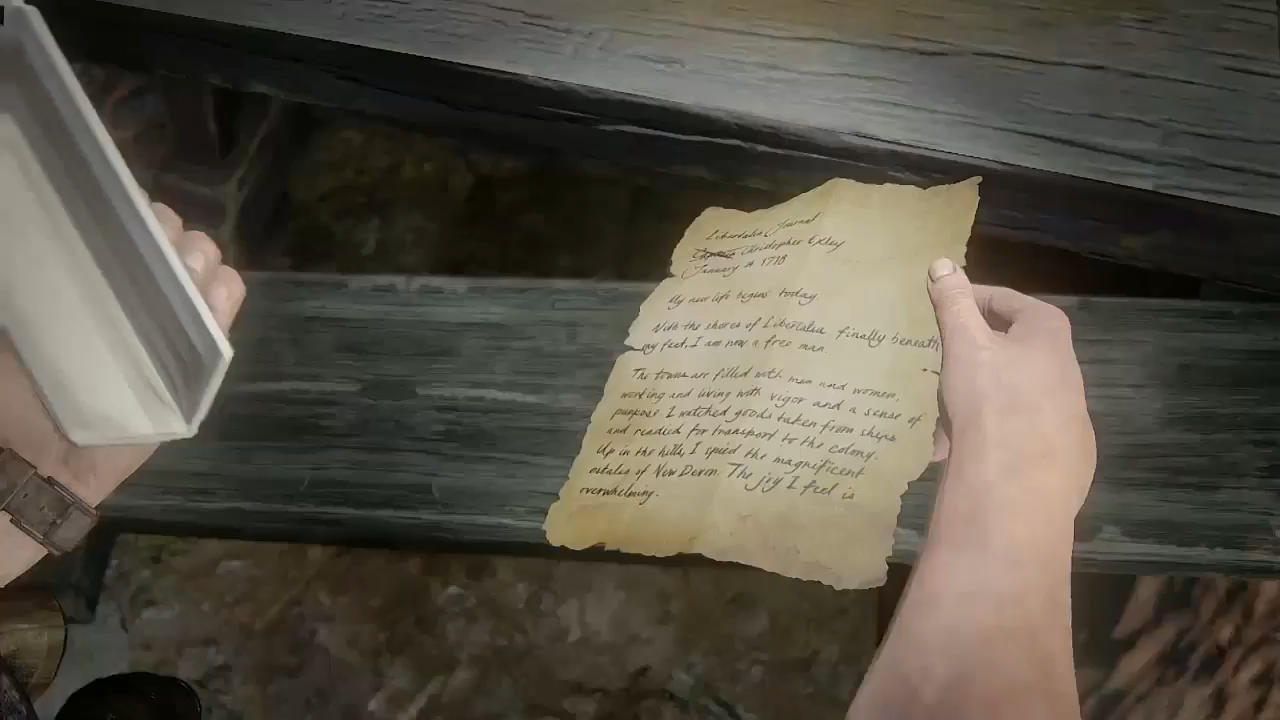 Libertalia Journal
Christopher Exley
January 1718
My new life begins today.
With the shores of Libertalia finally beneath
my feet, I am now a free man.
The towns are filled with men and women,
working and living with vigor and a sense of
purpose. I watched goods taken from ships
and readied for transport to the colony.
Up in the hills, I spied the magnificent
estates of New Devon. The joy I feel is
overwhelming.